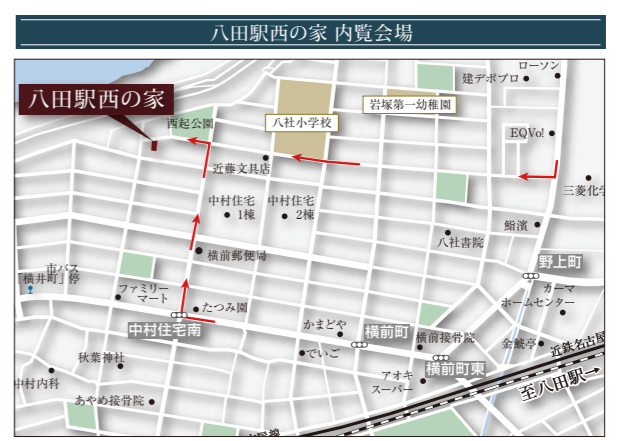 八田駅西の家 内覧会場
ローソン
建デポプロ
八田駅西の家
岩塚第一幼稚園
西起公園
八社小学校
EQVo!
近藤文具店
三菱化学
中村住宅
1棟
中村住宅
2棟
鮨濱
八社書院
横前郵便局
野上町
市バス
「横井町」停
ファミリー
マート
カーマ
ホームセンター
たつみ園
中村住宅南
かまどや
横前町
横前接骨院
金鯱亭
近鉄名古屋
秋葉神社
でいご
横前町東
中村内科
アオキ
スーパー
至八田駅→
あやめ接骨院
古屋線